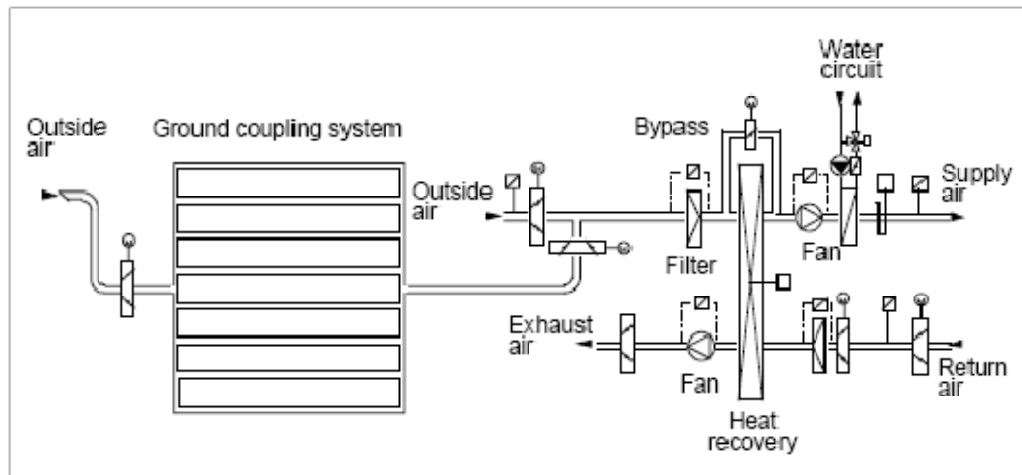 Water
circuit
Outside
air
Ground coupling system
Bypass
Outside
air
Supply
air
Filter
Fan
Exhaust
air
Fan
Return
air
Heat
recovery